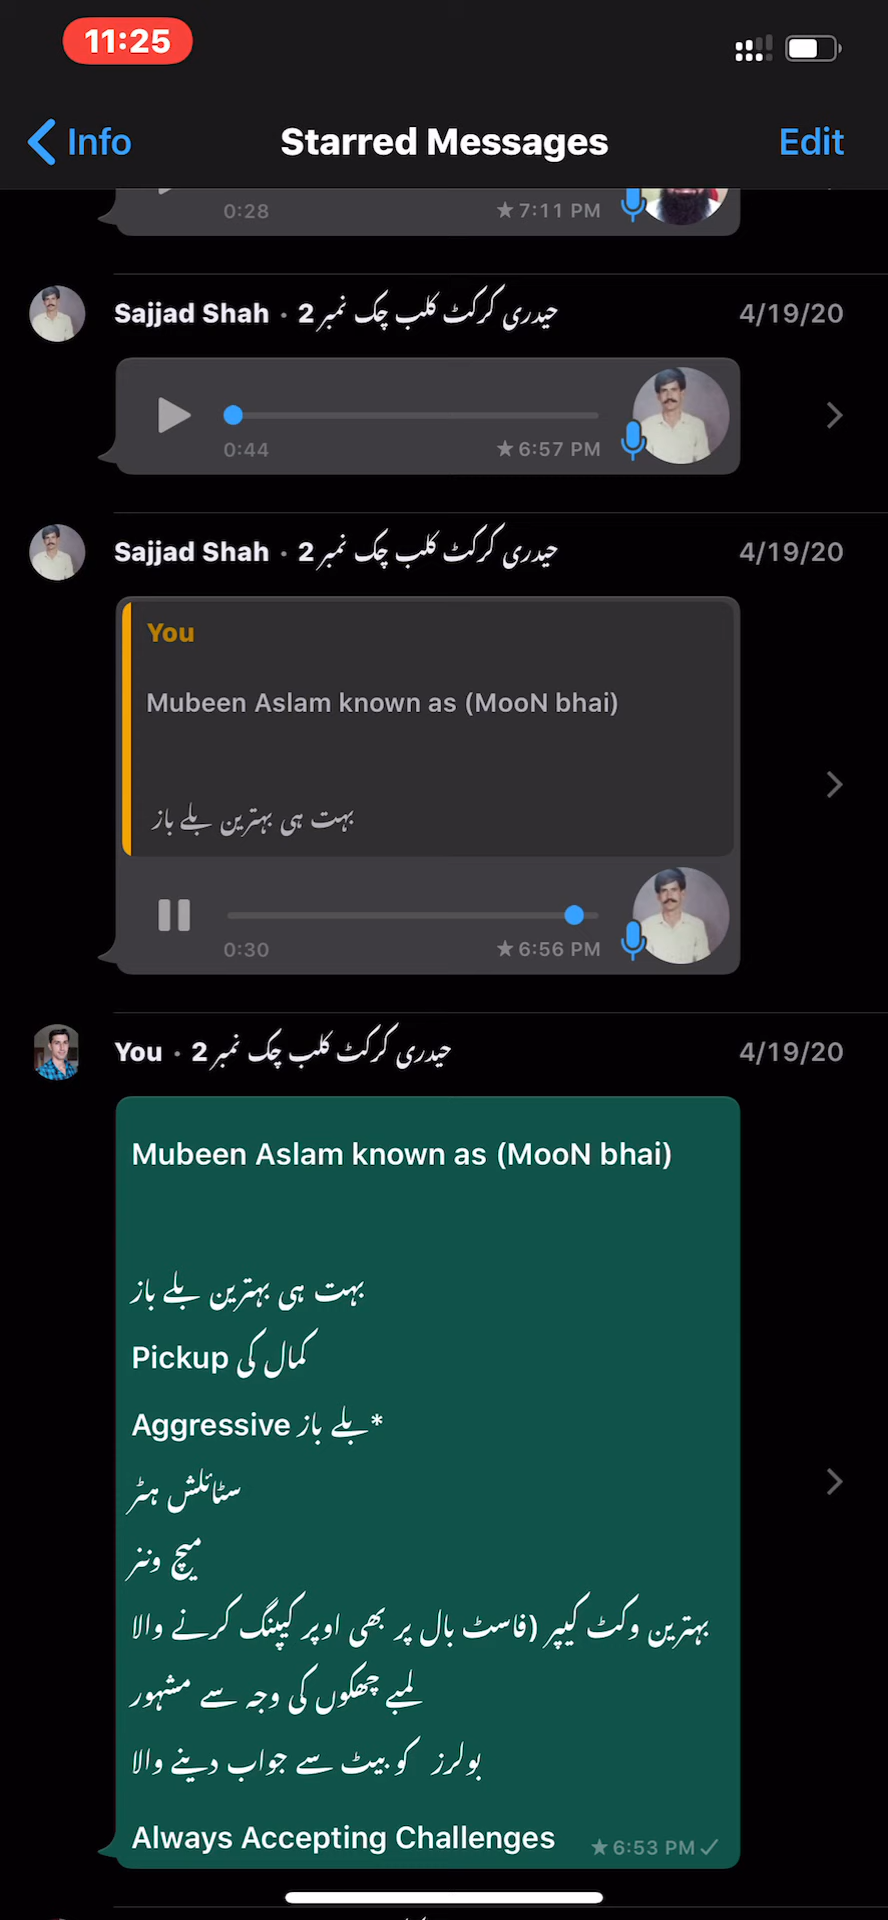 11:25
Info
Starred Messages
Edit
0:28
★ 7:11 PM
Sajjad Shah · حیدری کرکٹ کلب چک نمبر 2
4/19/20
0:44
★ 6:57 PM
Sajjad Shah · حیدری کرکٹ کلب چک نمبر 2
4/19/20
You
Mubeen Aslam known as (MooN bhai)
بہت ہی بہترین بلے باز
0:30
★ 6:56 PM
You · حیدری کرکٹ کلب چک نمبر 2
4/19/20
Mubeen Aslam known as (MooN bhai)
بہت ہی بہترین بلے باز
Pickup کمال کی
Aggressive بلے باز*
سٹائلش ہٹر
میچ وننر
بہترین وکٹ کیپر (فاسٹ بال پر بھی اوپر کیپنگ کرنے والا
لمبے چھکوں کی وجہ سے مشہور
بولرز کو بیٹ سے جواب دینے والا
Always Accepting Challenges
★ 6:53 PM ✓